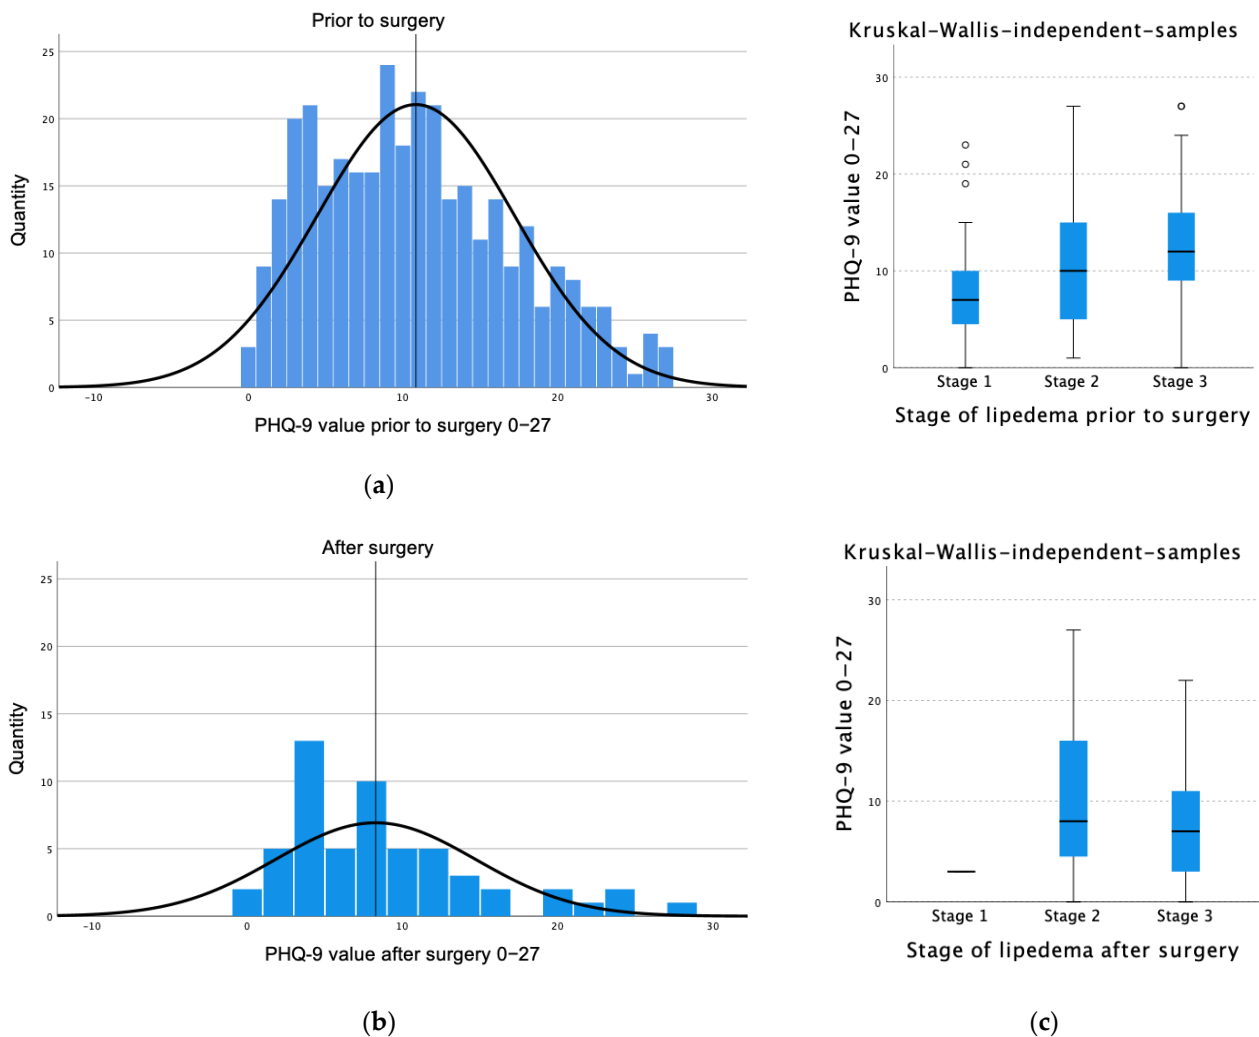 Prior to surgery
25
20
15
10
5
0
Quantity
−10
0
10
20
30
PHQ-9 value prior to surgery 0−27
(a)
Kruskal–Wallis–independent–samples
30
20
10
0
PHQ–9 value 0–27
Stage 1
Stage 2
Stage 3
Stage of lipedema prior to surgery
After surgery
25
20
15
10
5
0
Quantity
−10
0
10
20
30
PHQ-9 value after surgery 0−27
(b)
Kruskal–Wallis–independent–samples
30
20
10
0
PHQ–9 value 0–27
Stage 1
Stage 2
Stage 3
Stage of lipedema after surgery
(c)